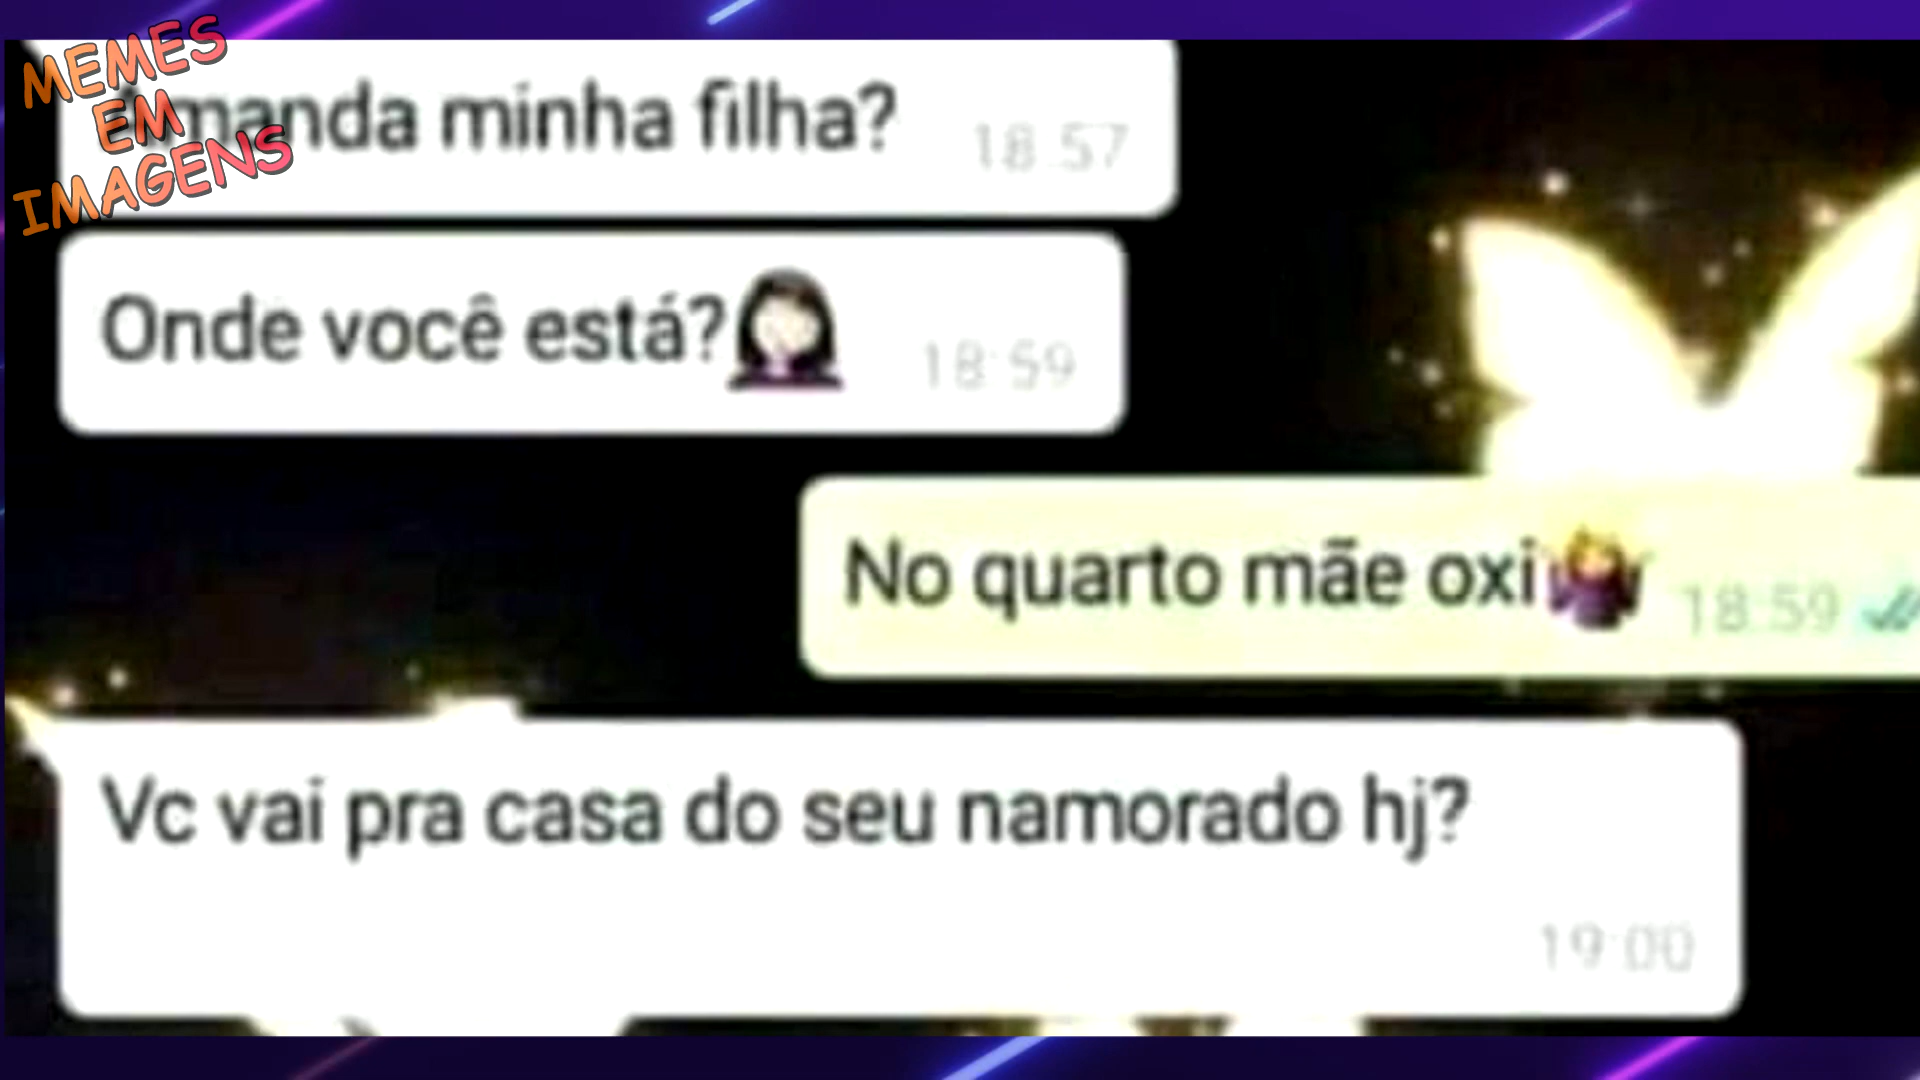 MEMES
EM
IMAGENS
Amanda minha filha?
18:57
Onde você está?
18:59
No quarto mãe oxi
18:59
Vc vai pra casa do seu namorado hj?
19:00